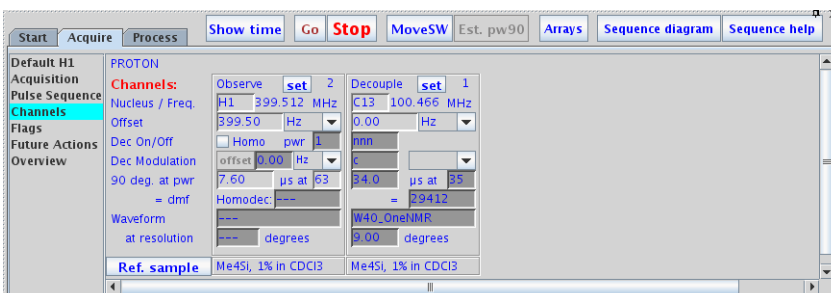 Start Acquire Process Show time Go Stop MoveSW Est. pw90 Arrays Sequence diagram Sequence help
Default H1
Acquisition
Pulse Sequence
Channels
Flags
Future Actions
Overview
PROTON
Channels: Observe set 2 Decouple set 1
Nucleus / Freq. H1 399.512 MHz C13 100.466 MHz
Offset 399.50 Hz 0.00 Hz
Dec On/Off Homo pwr 1 nnn
Dec Modulation offset 0.00 Hz c
90 deg. at pwr 7.60 µs at 63 34.0 µs at 35
= dmf Homodec: --- = 29412
Waveform --- W40_OneNMR
at resolution --- degrees 9.00 degrees
Ref. sample Me4Si, 1% in CDCl3 Me4Si, 1% in CDCl3